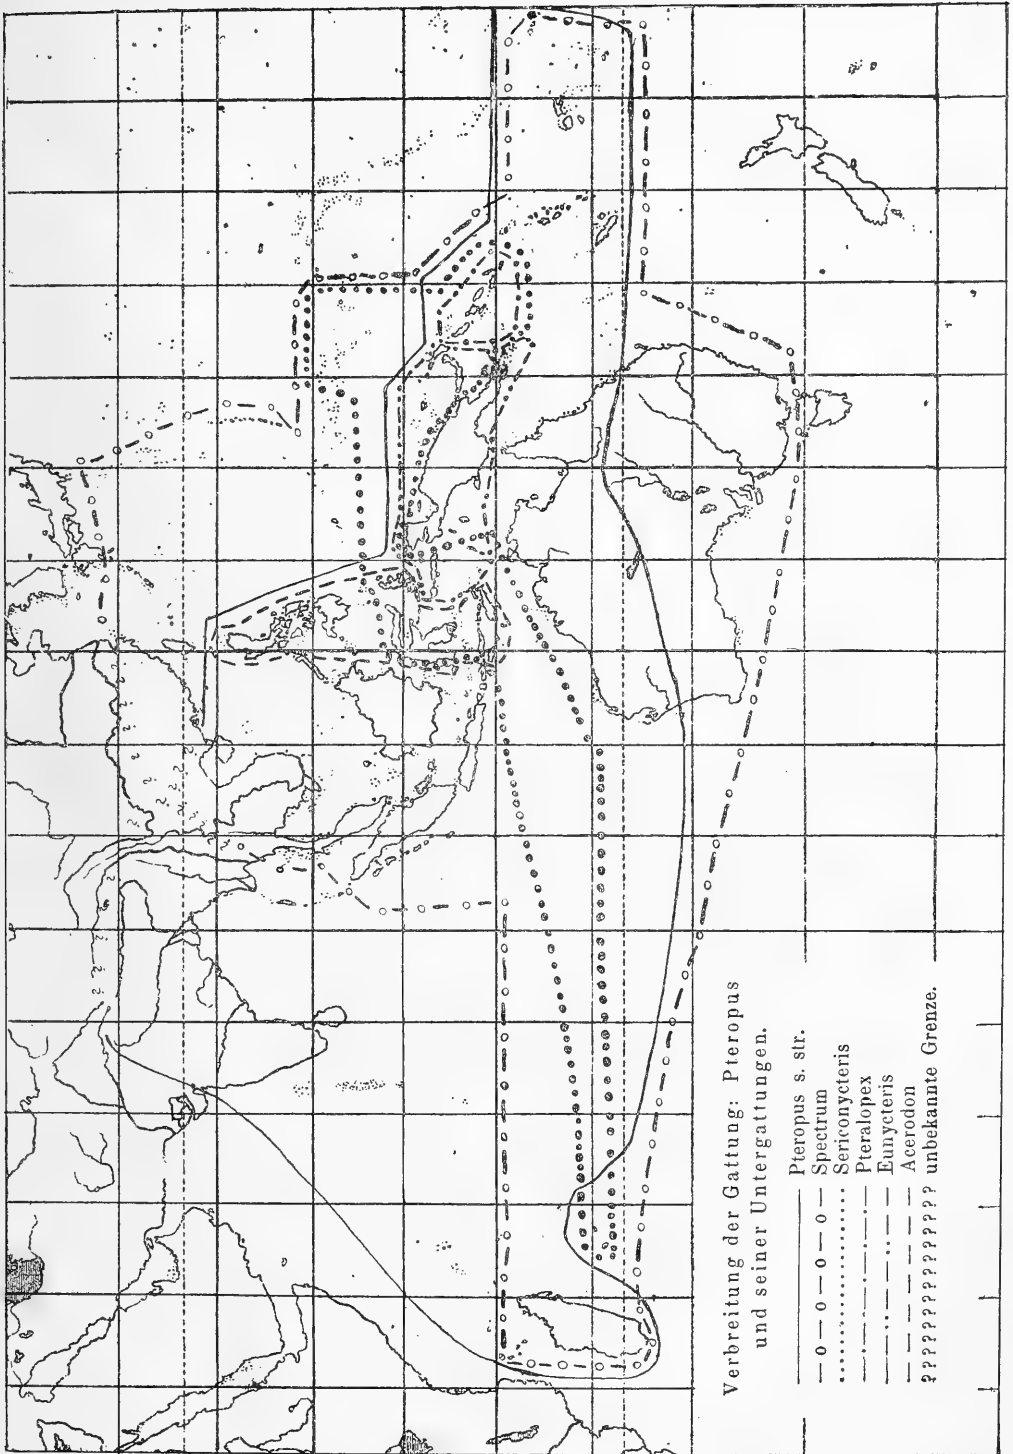 Verbreitung der Gattung: Pteropus
und seiner Untergattungen.
Pteropus s. str.
Spectrum
Sericonycteris
Pteralopex
Eunycteris
Acerodon
????????????? unbekannte Grenze.